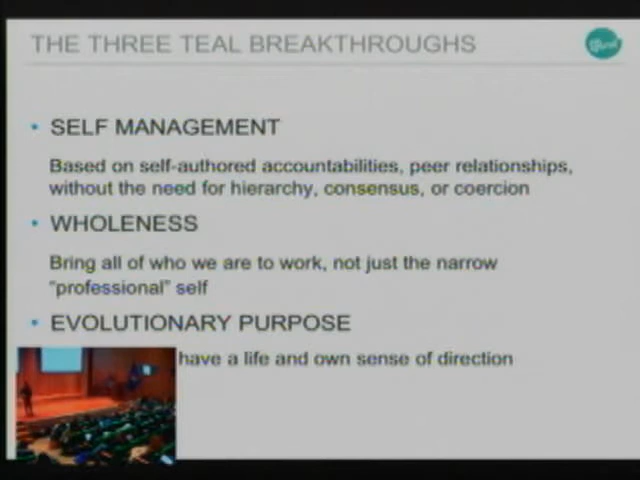 THE THREE TEAL BREAKTHROUGHS
• SELF MANAGEMENT
Based on self-authored accountabilities, peer relationships,
without the need for hierarchy, consensus, or coercion
• WHOLENESS
Bring all of who we are to work, not just the narrow
“professional” self
• EVOLUTIONARY PURPOSE
have a life and own sense of direction